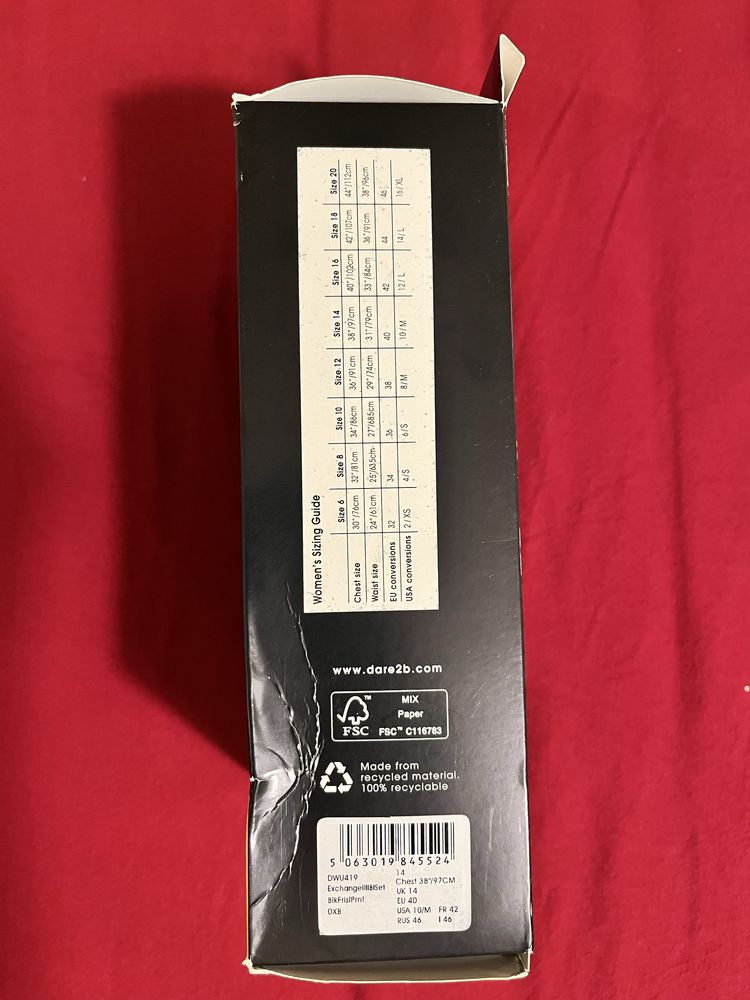 Women's Sizing Guide
Size 6 Size 8 Size 10 Size 12 Size 14 Size 16 Size 18 Size 20
Chest size 30"/76cm 32"/81cm 34"/86cm 36"/91cm 38"/97cm 40"/102cm 42"/107cm 44"/112cm
Waist size 24"/61cm 25"/63.5cm 27"/68.5cm 29"/74cm 31"/79cm 33"/84cm 36"/91cm 38"/96cm
EU conversions 32 34 36 38 40 42 44 46
USA conversions 2/XS 4/S 6/S 8/M 10/M 12/L 14/L 16/XL
www.dare2b.com
FSC™
MIX
Paper
FSC™ C116783
Made from
recycled material.
100% recyclable
5 063019 845524
DWU419 14
ExchangeIIIBlSet Chest 38"/97CM
UK 14
BlkFrislPrnt EU 40
DXB USA 10/M FR 42
RUS 46 I 46